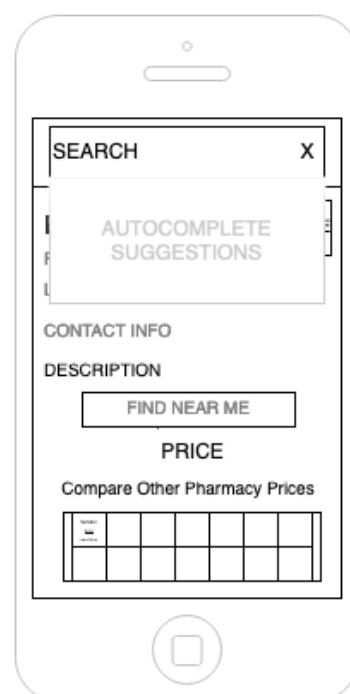 SEARCH X
AUTOCOMPLETE
SUGGESTIONS
CONTACT INFO
DESCRIPTION
FIND NEAR ME
PRICE
Compare Other Pharmacy Prices